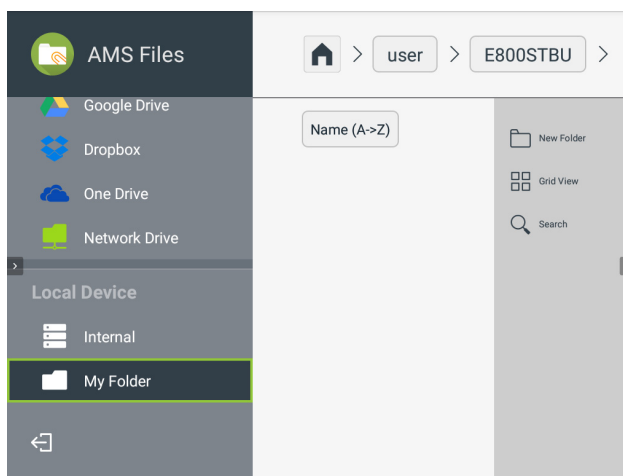 AMS Files
user
E800STBU
Google Drive
Dropbox
One Drive
Network Drive
Local Device
Internal
My Folder
Name (A->Z)
New Folder
Grid View
Search